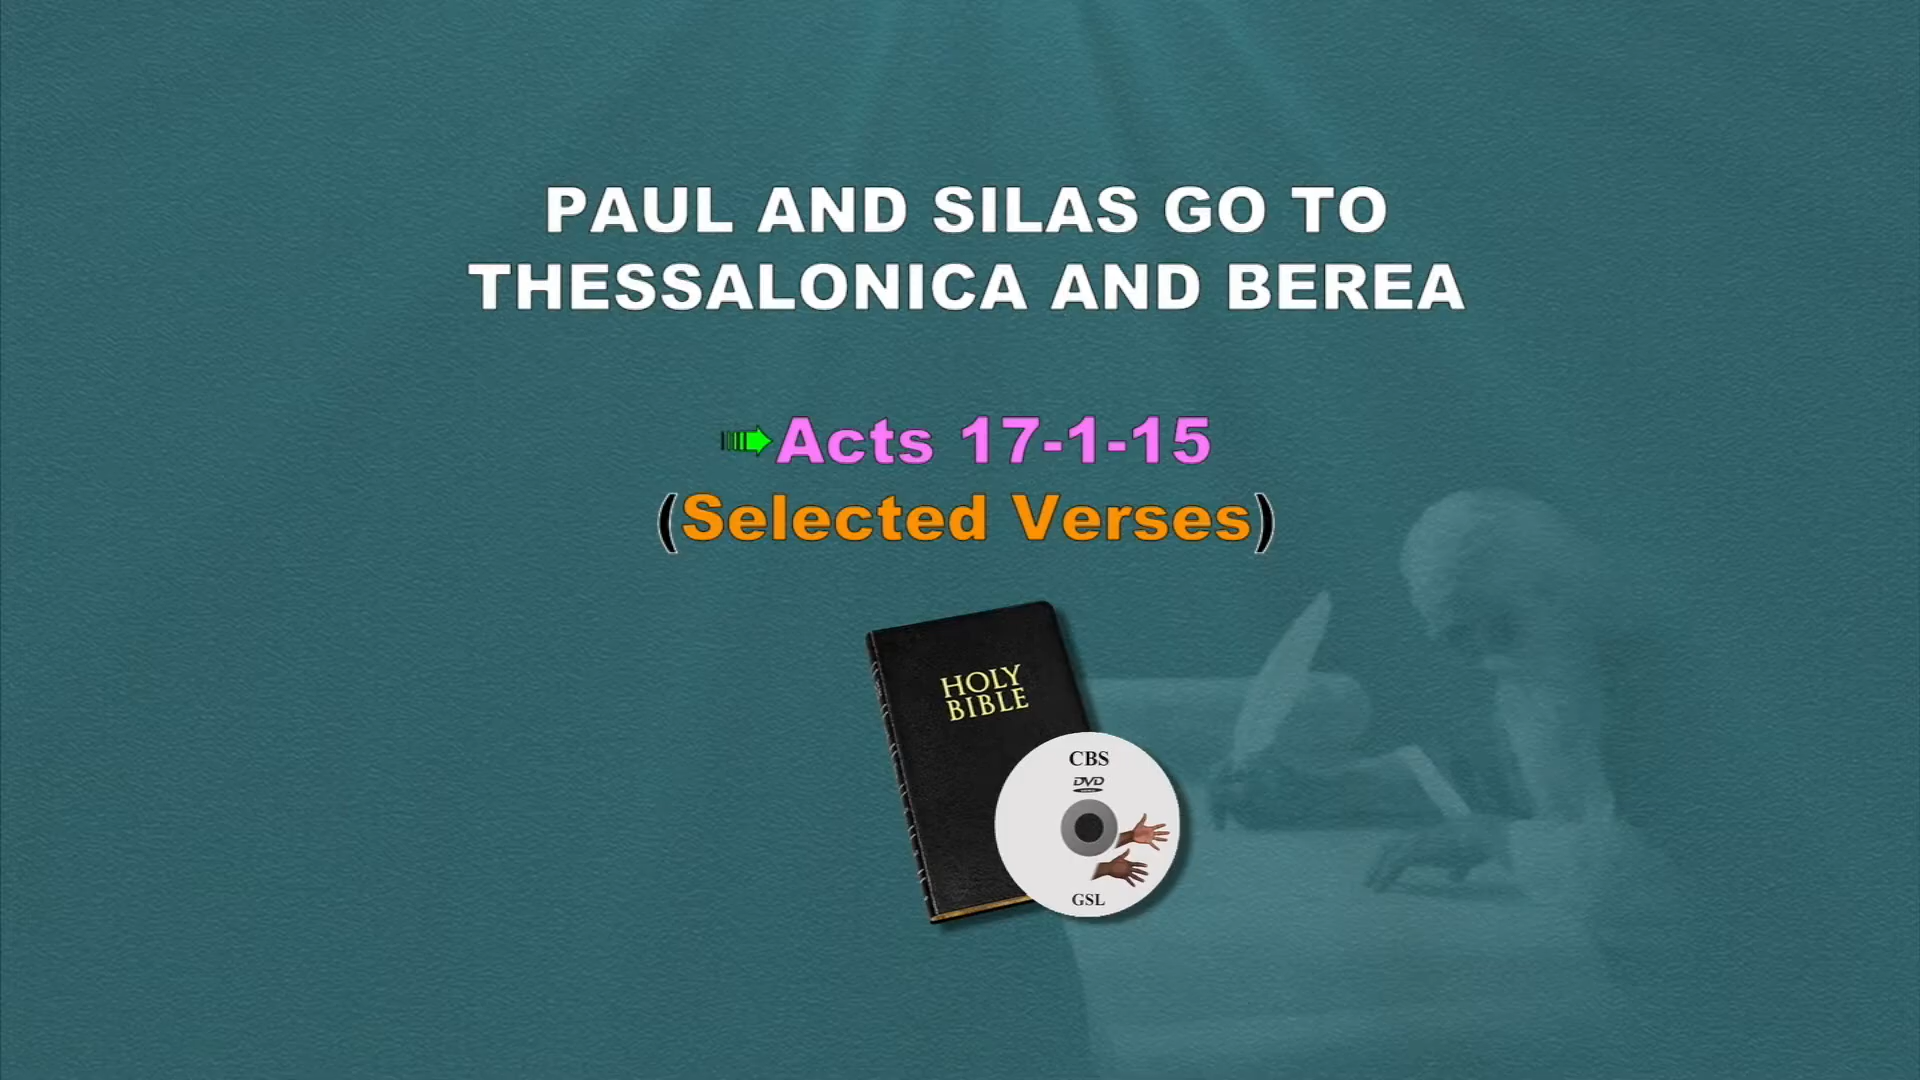 PAUL AND SILAS GO TO
THESSALONICA AND BEREA
Acts 17-1-15
(Selected Verses)
HOLY
BIBLE
CBS
DVD
GSL